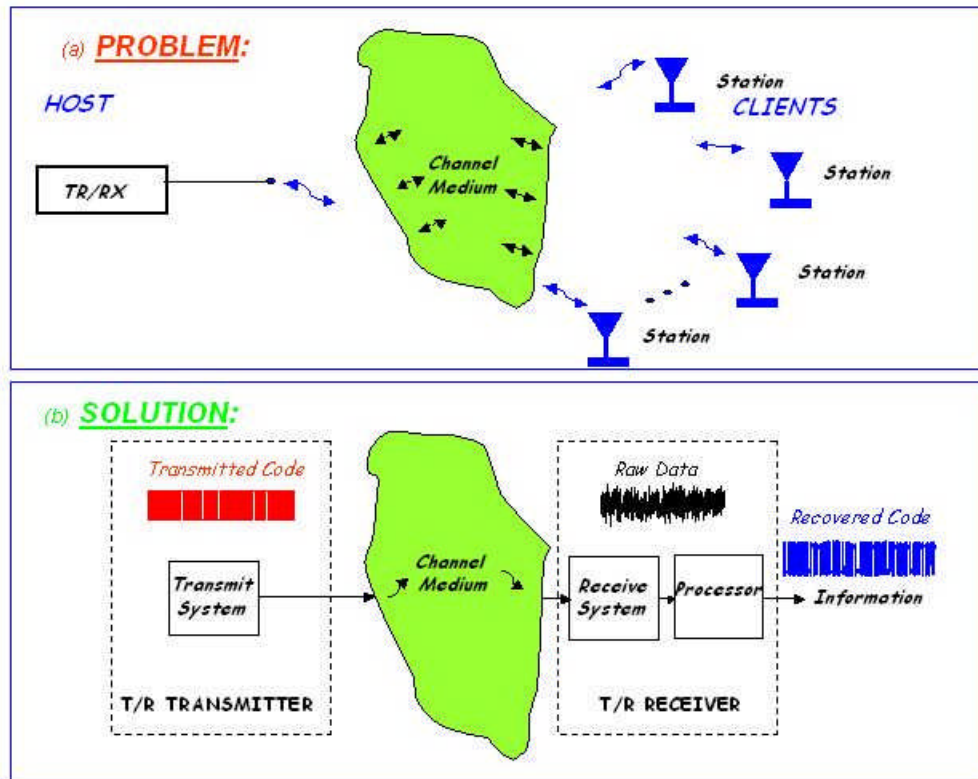 (a) PROBLEM:
HOST
TR/RX
Channel
Medium
Station
CLIENTS
Station
Station
Station
(b) SOLUTION:
Transmitted Code
Transmit
System
T/R TRANSMITTER
Channel
Medium
Raw Data
Receive
System
Processor
T/R RECEIVER
Recovered Code
Information